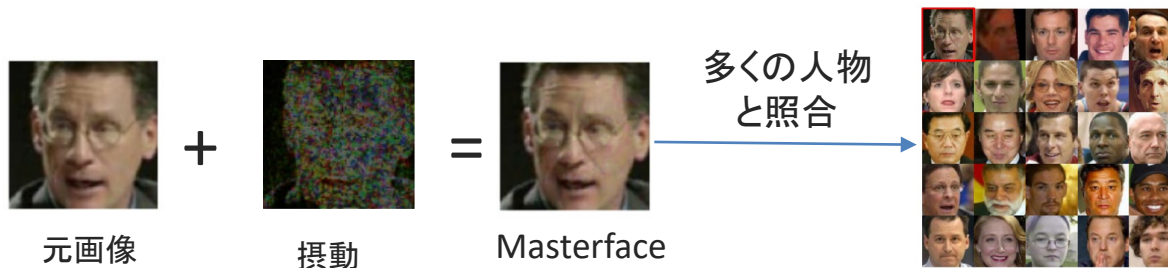 多くの人物
と照合
+
=
元画像
摂動
Masterface